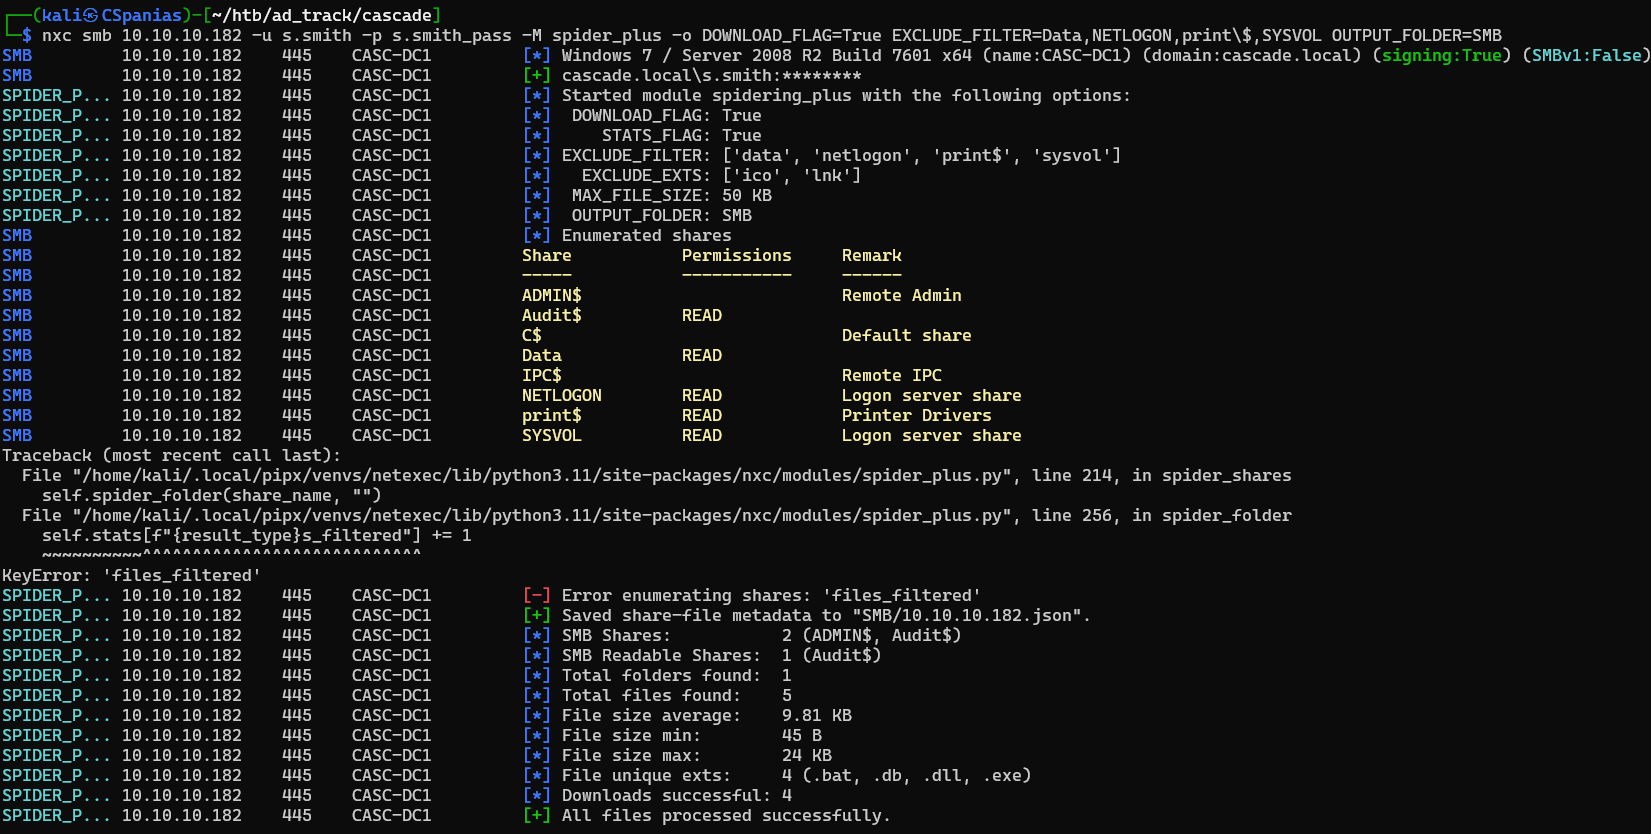 ┌──(kali㉿CSpanias)-[~/htb/ad_track/cascade]
└─$ nxc smb 10.10.10.182 -u s.smith -p s.smith_pass -M spider_plus -o DOWNLOAD_FLAG=True EXCLUDE_FILTER=Data,NETLOGON,print\$,SYSVOL OUTPUT_FOLDER=SMB
SMB         10.10.10.182    445    CASC-DC1         [*] Windows 7 / Server 2008 R2 Build 7601 x64 (name:CASC-DC1) (domain:cascade.local) (signing:True) (SMBv1:False)
SMB         10.10.10.182    445    CASC-DC1         [+] cascade.local\s.smith:********
SPIDER_P... 10.10.10.182    445    CASC-DC1         [*] Started module spidering_plus with the following options:
SPIDER_P... 10.10.10.182    445    CASC-DC1         [*]  DOWNLOAD_FLAG: True
SPIDER_P... 10.10.10.182    445    CASC-DC1         [*]     STATS_FLAG: True
SPIDER_P... 10.10.10.182    445    CASC-DC1         [*] EXCLUDE_FILTER: ['data', 'netlogon', 'print$', 'sysvol']
SPIDER_P... 10.10.10.182    445    CASC-DC1         [*]   EXCLUDE_EXTS: ['ico', 'lnk']
SPIDER_P... 10.10.10.182    445    CASC-DC1         [*]  MAX_FILE_SIZE: 50 KB
SPIDER_P... 10.10.10.182    445    CASC-DC1         [*]  OUTPUT_FOLDER: SMB
SMB         10.10.10.182    445    CASC-DC1         [*] Enumerated shares
SMB         10.10.10.182    445    CASC-DC1         Share           Permissions     Remark
SMB         10.10.10.182    445    CASC-DC1         -----           -----------     ------
SMB         10.10.10.182    445    CASC-DC1         ADMIN$                          Remote Admin
SMB         10.10.10.182    445    CASC-DC1         Audit$          READ
SMB         10.10.10.182    445    CASC-DC1         C$                              Default share
SMB         10.10.10.182    445    CASC-DC1         Data            READ
SMB         10.10.10.182    445    CASC-DC1         IPC$                            Remote IPC
SMB         10.10.10.182    445    CASC-DC1         NETLOGON        READ            Logon server share
SMB         10.10.10.182    445    CASC-DC1         print$          READ            Printer Drivers
SMB         10.10.10.182    445    CASC-DC1         SYSVOL          READ            Logon server share
Traceback (most recent call last):
  File "/home/kali/.local/pipx/venvs/netexec/lib/python3.11/site-packages/nxc/modules/spider_plus.py", line 214, in spider_shares
    self.spider_folder(share_name, "")
  File "/home/kali/.local/pipx/venvs/netexec/lib/python3.11/site-packages/nxc/modules/spider_plus.py", line 256, in spider_folder
    self.stats[f"{result_type}s_filtered"] += 1
    ~~~~~~~~~~^^^^^^^^^^^^^^^^^^^^^^^^^^^^
KeyError: 'files_filtered'
SPIDER_P... 10.10.10.182    445    CASC-DC1         [-] Error enumerating shares: 'files_filtered'
SPIDER_P... 10.10.10.182    445    CASC-DC1         [+] Saved share-file metadata to "SMB/10.10.10.182.json".
SPIDER_P... 10.10.10.182    445    CASC-DC1         [*] SMB Shares:           2 (ADMIN$, Audit$)
SPIDER_P... 10.10.10.182    445    CASC-DC1         [*] SMB Readable Shares:  1 (Audit$)
SPIDER_P... 10.10.10.182    445    CASC-DC1         [*] Total folders found:  1
SPIDER_P... 10.10.10.182    445    CASC-DC1         [*] Total files found:    5
SPIDER_P... 10.10.10.182    445    CASC-DC1         [*] File size average:    9.81 KB
SPIDER_P... 10.10.10.182    445    CASC-DC1         [*] File size min:        45 B
SPIDER_P... 10.10.10.182    445    CASC-DC1         [*] File size max:        24 KB
SPIDER_P... 10.10.10.182    445    CASC-DC1         [*] File unique exts:     4 (.bat, .db, .dll, .exe)
SPIDER_P... 10.10.10.182    445    CASC-DC1         [*] Downloads successful: 4
SPIDER_P... 10.10.10.182    445    CASC-DC1         [+] All files processed successfully.